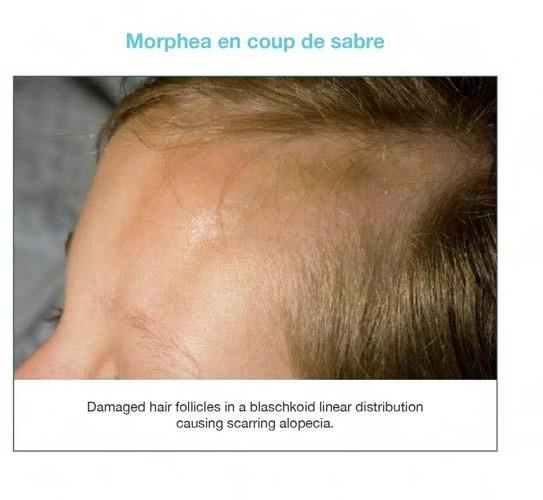 Morphea en coup de sabre
Damaged hair follicles in a blaschkoid linear distribution
causing scarring alopecia.